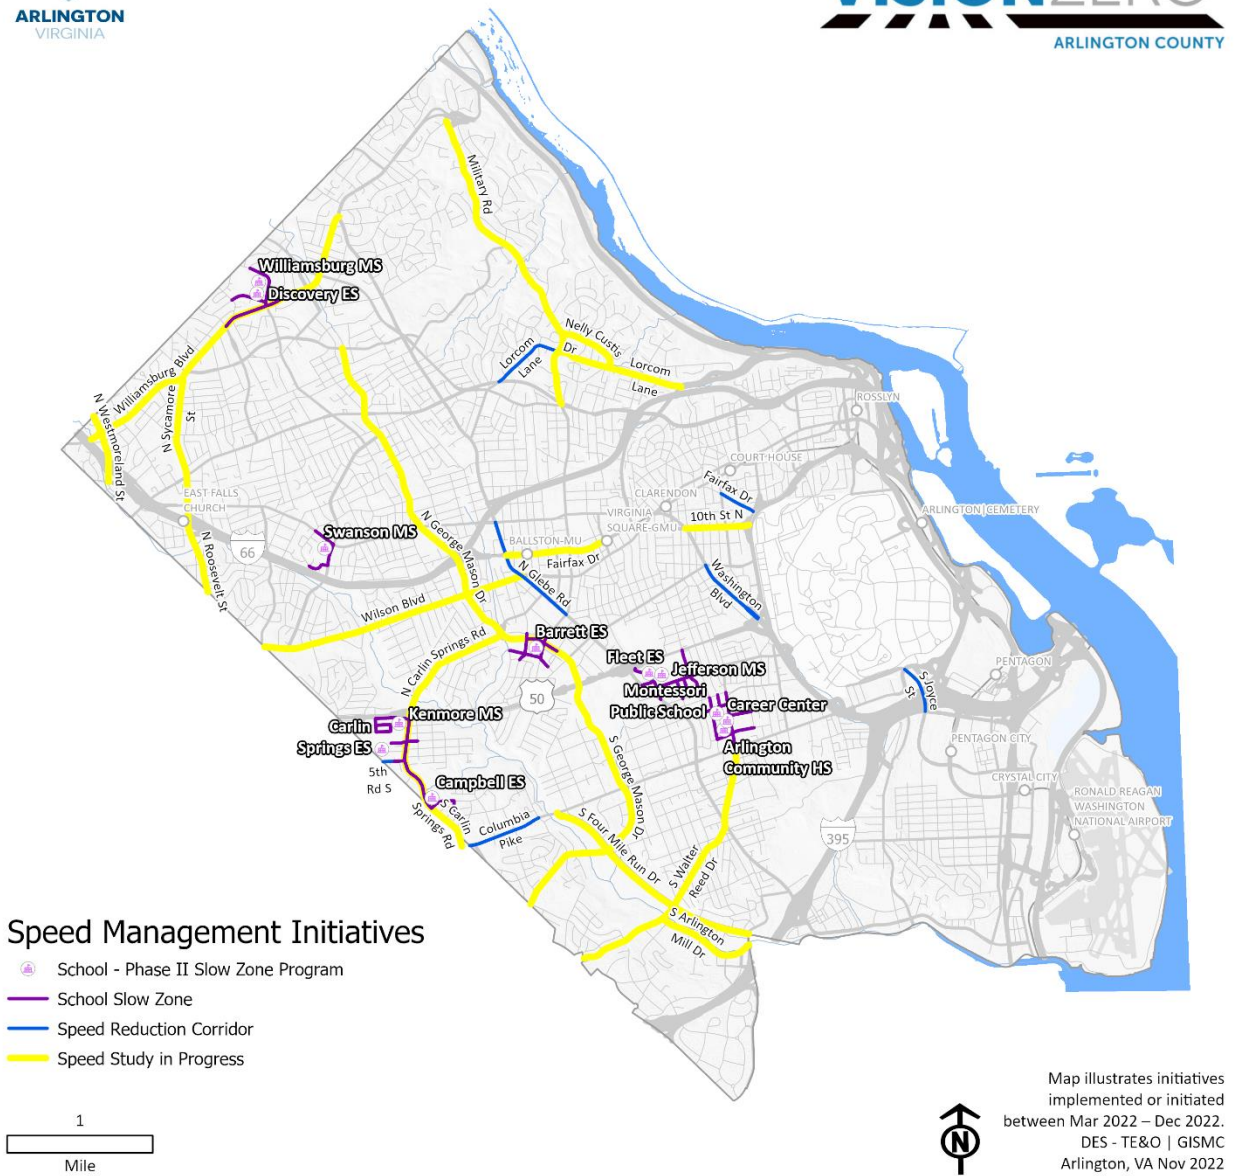 ARLINGTON
VIRGINIA
VISIONZERO
ARLINGTON COUNTY
Military Rd
Williamsburg MS
Discovery ES
Nelly Custis
Dr
Lorcom
Lane
Lorcom
Lane
Williamsburg Blvd
N Sycamore
St
N Westmoreland St
ROSSLYN
COURT HOUSE
Fairfax Dr
CLARENDON
EAST FALLS
CHURCH
VIRGINIA
SQUARE-GMU
10th St N
ARLINGTON CEMETERY
Swanson MS
N George Mason Dr
BALLSTON-MU
Fairfax Dr
66
N Roosevelt St
N Glebe Rd
Washington
Blvd
Wilson Blvd
N Carlin Springs Rd
Barrett ES
Fleet ES
Jefferson MS
PENTAGON
Montessori
Public School
50
S Joyce
St
Career Center
Kenmore MS
Carlin
Springs ES
Arlington
Community HS
PENTAGON CITY
5th
Rd S
S George Mason Dr
Campbell ES
CRYSTAL CITY
RONALD REAGAN
WASHINGTON
NATIONAL AIRPORT
S Carlin
Springs Rd
Columbia
Pike
S Four Mile Run Dr
395
S Walter
Reed Dr
S Arlington
Mill Dr
Speed Management Initiatives
School - Phase II Slow Zone Program
School Slow Zone
Speed Reduction Corridor
Speed Study in Progress
1
Mile
N
Map illustrates initiatives
implemented or initiated
between Mar 2022 – Dec 2022.
DES - TE&O | GISMC
Arlington, VA Nov 2022